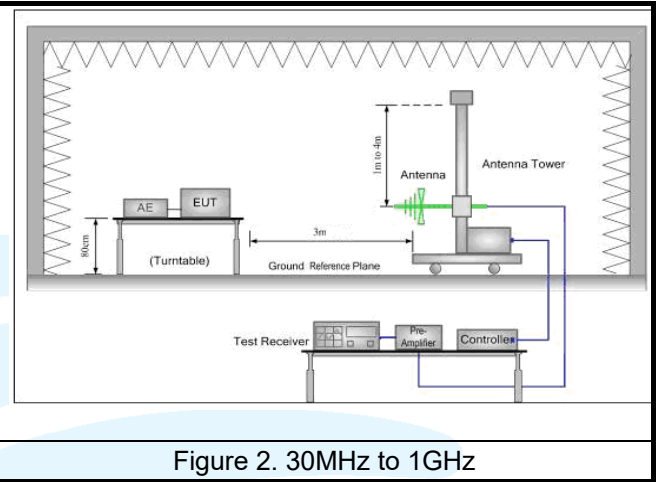 1m to 4m
Antenna
Antenna Tower
AE
EUT
80cm
3m
(Turntable)
Ground Reference Plane
Test Receiver
Pre-
Amplifier
Controller
Figure 2. 30MHz to 1GHz